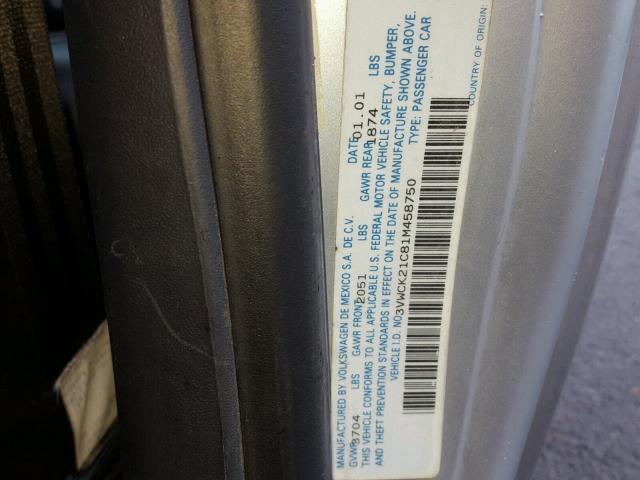 MANUFACTURED BY VOLKSWAGEN DE MEXICO S.A. DE C.V. DATE 01.01
GVWR 3704 LBS GAWR FRONT 2051 LBS GAWR REAR 1874 LBS
THIS VEHICLE CONFORMS TO ALL APPLICABLE U.S. FEDERAL MOTOR VEHICLE SAFETY, BUMPER,
AND THEFT PREVENTION STANDARDS IN EFFECT ON THE DATE OF MANUFACTURE SHOWN ABOVE.
VEHICLE I.D. NO. 3VWCK21C81M458750 TYPE: PASSENGER CAR
COUNTRY OF ORIGIN: